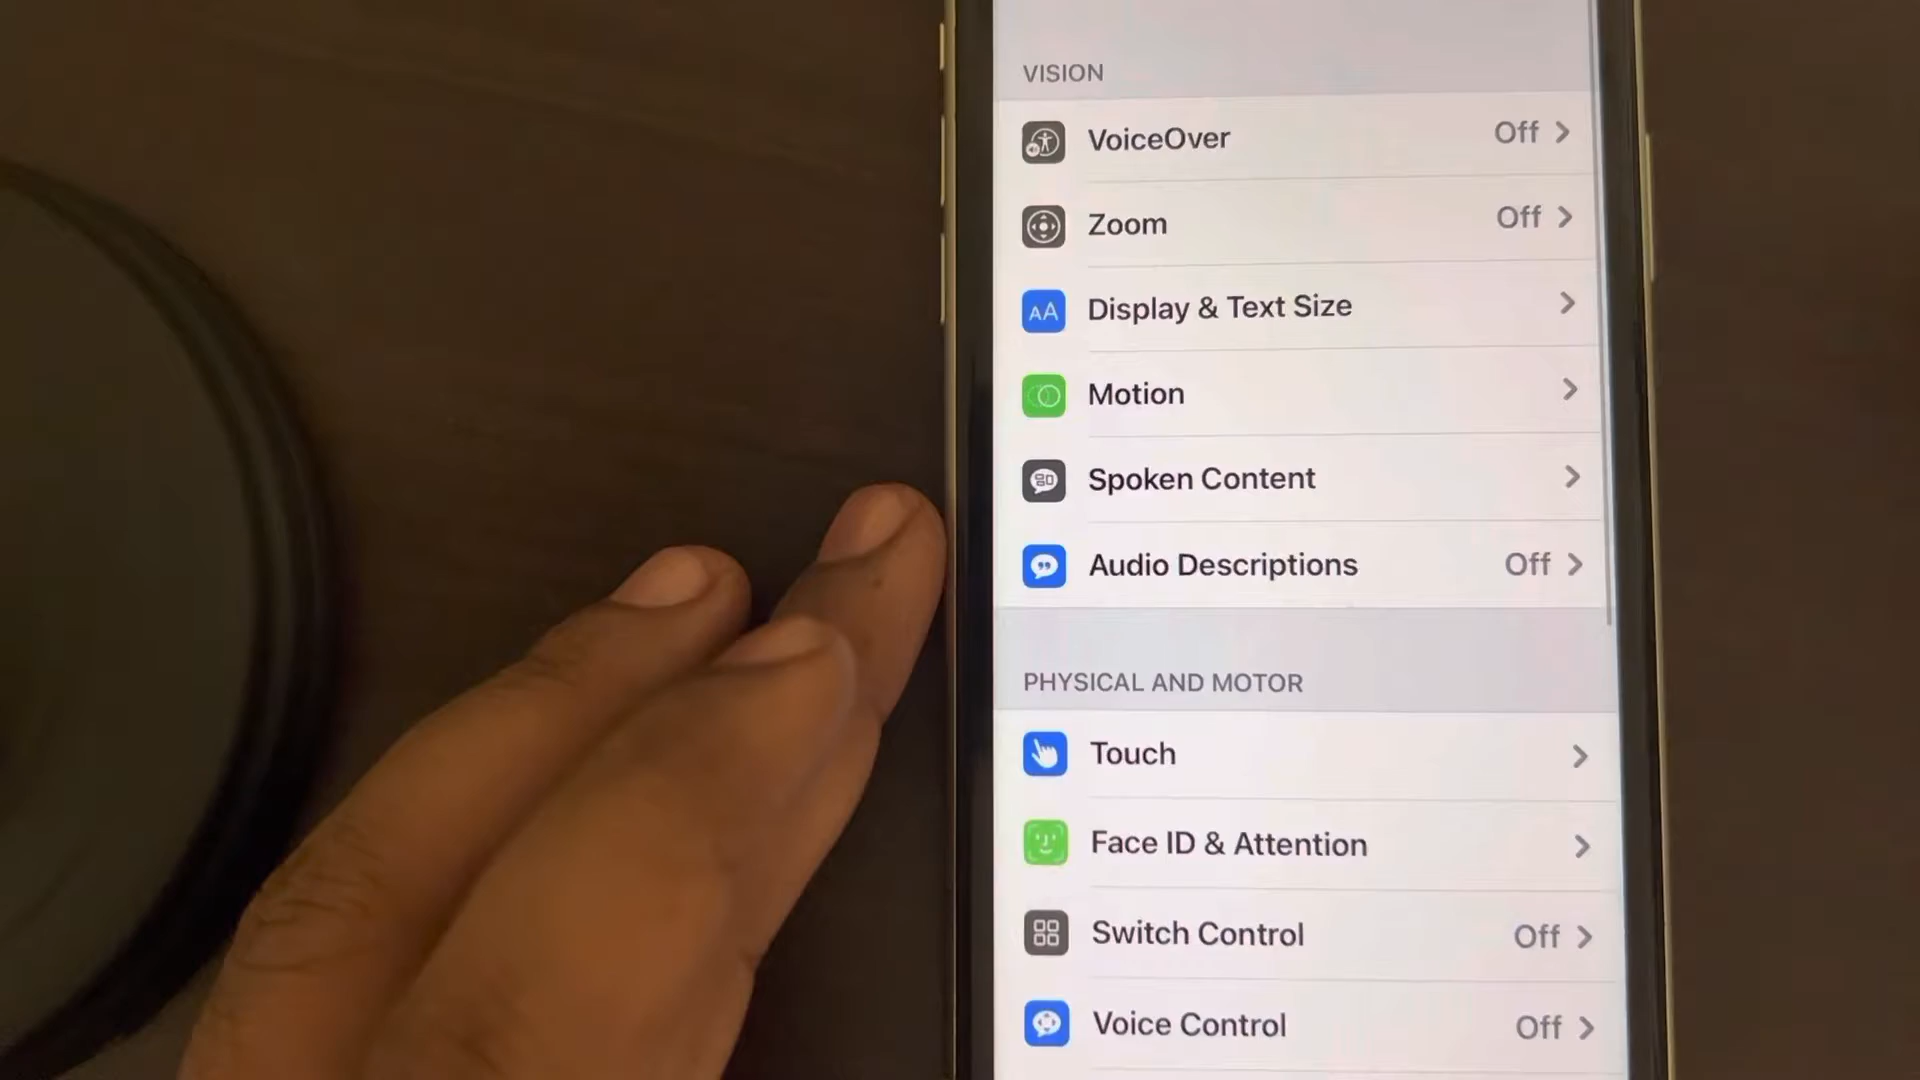 VISION
VoiceOver Off
Zoom Off
AA Display & Text Size
Motion
Spoken Content
Audio Descriptions Off
PHYSICAL AND MOTOR
Touch
Face ID & Attention
Switch Control Off
Voice Control Off